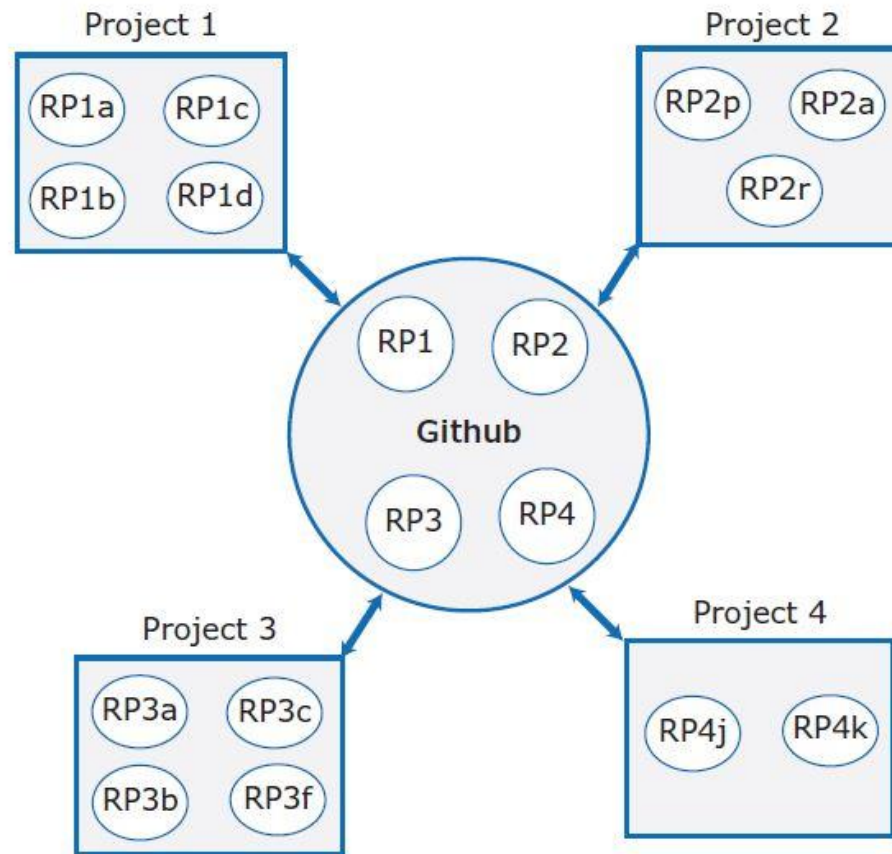 Project 1
RP1a
RP1c
RP1b
RP1d
Project 2
RP2p
RP2a
RP2r
RP1
RP2
Github
RP3
RP4
Project 3
RP3a
RP3c
RP3b
RP3f
Project 4
RP4j
RP4k